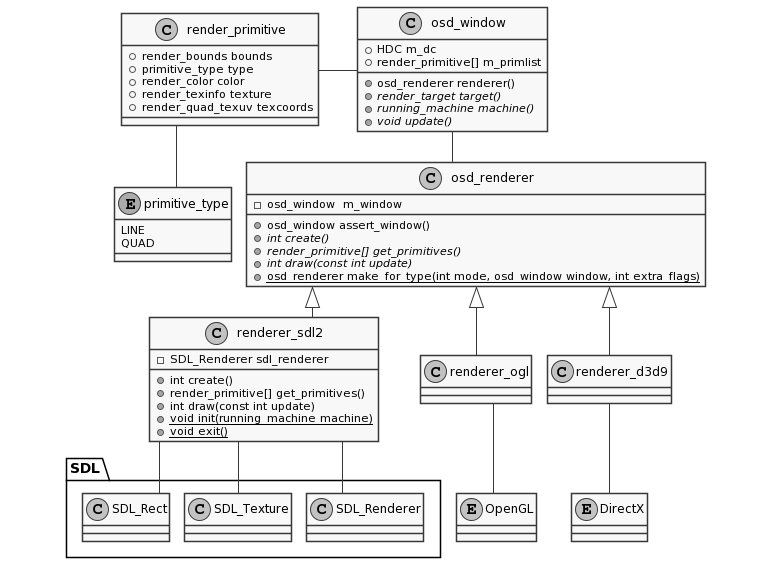 C render_primitive
render_bounds bounds
primitive_type type
render_color color
render_texinfo texture
render_quad_texuv texcoords
C osd_window
HDC m_dc
render_primitive[] m_primlist
osd_renderer renderer()
render_target target()
running_machine machine()
void update()
E primitive_type
LINE
QUAD
C osd_renderer
osd_window m_window
osd_window assert_window()
int create()
render_primitive[] get_primitives()
int draw(const int update)
osd_renderer make_for_type(int mode, osd_window window, int extra_flags)
C renderer_sdl2
SDL_Renderer sdl_renderer
int create()
render_primitive[] get_primitives()
int draw(const int update)
void init(running_machine machine)
void exit()
C renderer_ogl
C renderer_d3d9
SDL
C SDL_Rect
C SDL_Texture
C SDL_Renderer
E OpenGL
E DirectX